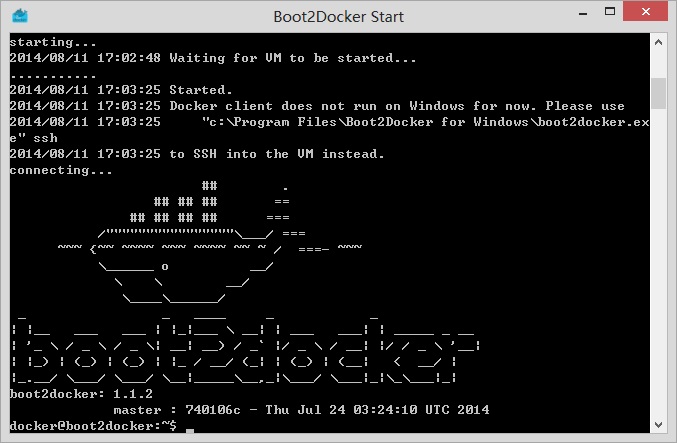 Boot2Docker Start
starting...
2014/08/11 17:02:48 Waiting for VM to be started...
...........
2014/08/11 17:03:25 Started.
2014/08/11 17:03:25 Docker client does not run on Windows for now. Please use
2014/08/11 17:03:25     "c:\Program Files\Boot2Docker for Windows\boot2docker.ex
e" ssh
2014/08/11 17:03:25 to SSH into the VM instead.
connecting...
boot2docker
boot2docker: 1.1.2
             master : 740106c - Thu Jul 24 03:24:10 UTC 2014
docker@boot2docker:~$